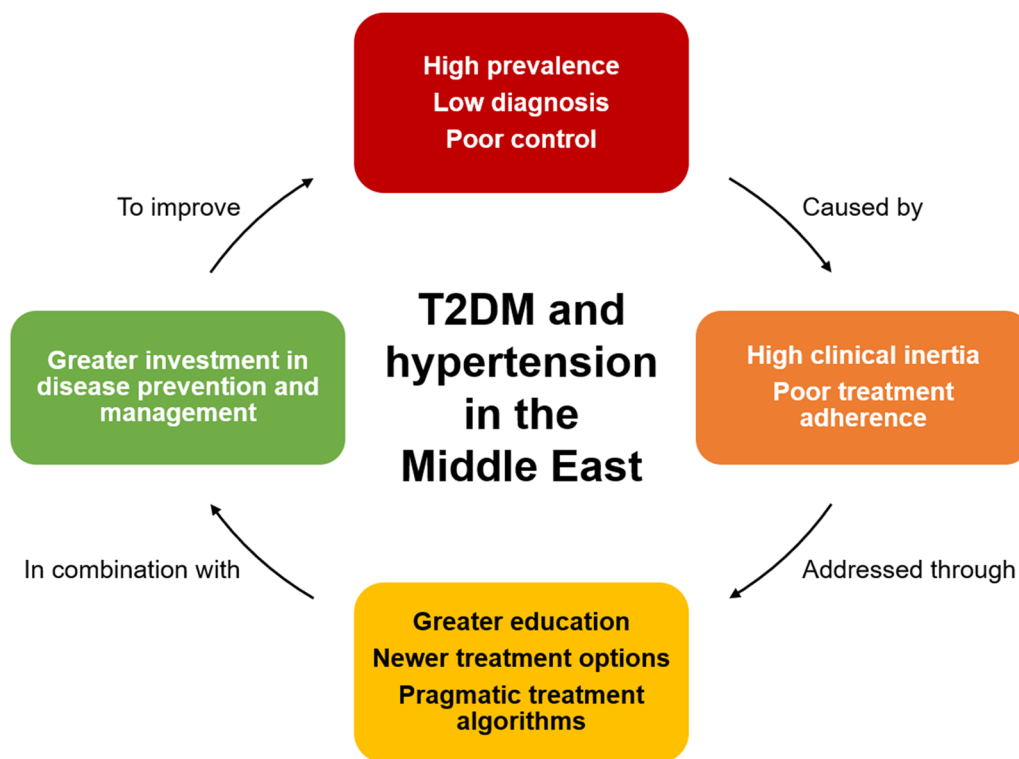 High prevalence
Low diagnosis
Poor control
To improve
Caused by
T2DM and
hypertension
in the
Middle East
Greater investment in
disease prevention and
management
High clinical inertia
Poor treatment
adherence
In combination with
Addressed through
Greater education
Newer treatment options
Pragmatic treatment
algorithms